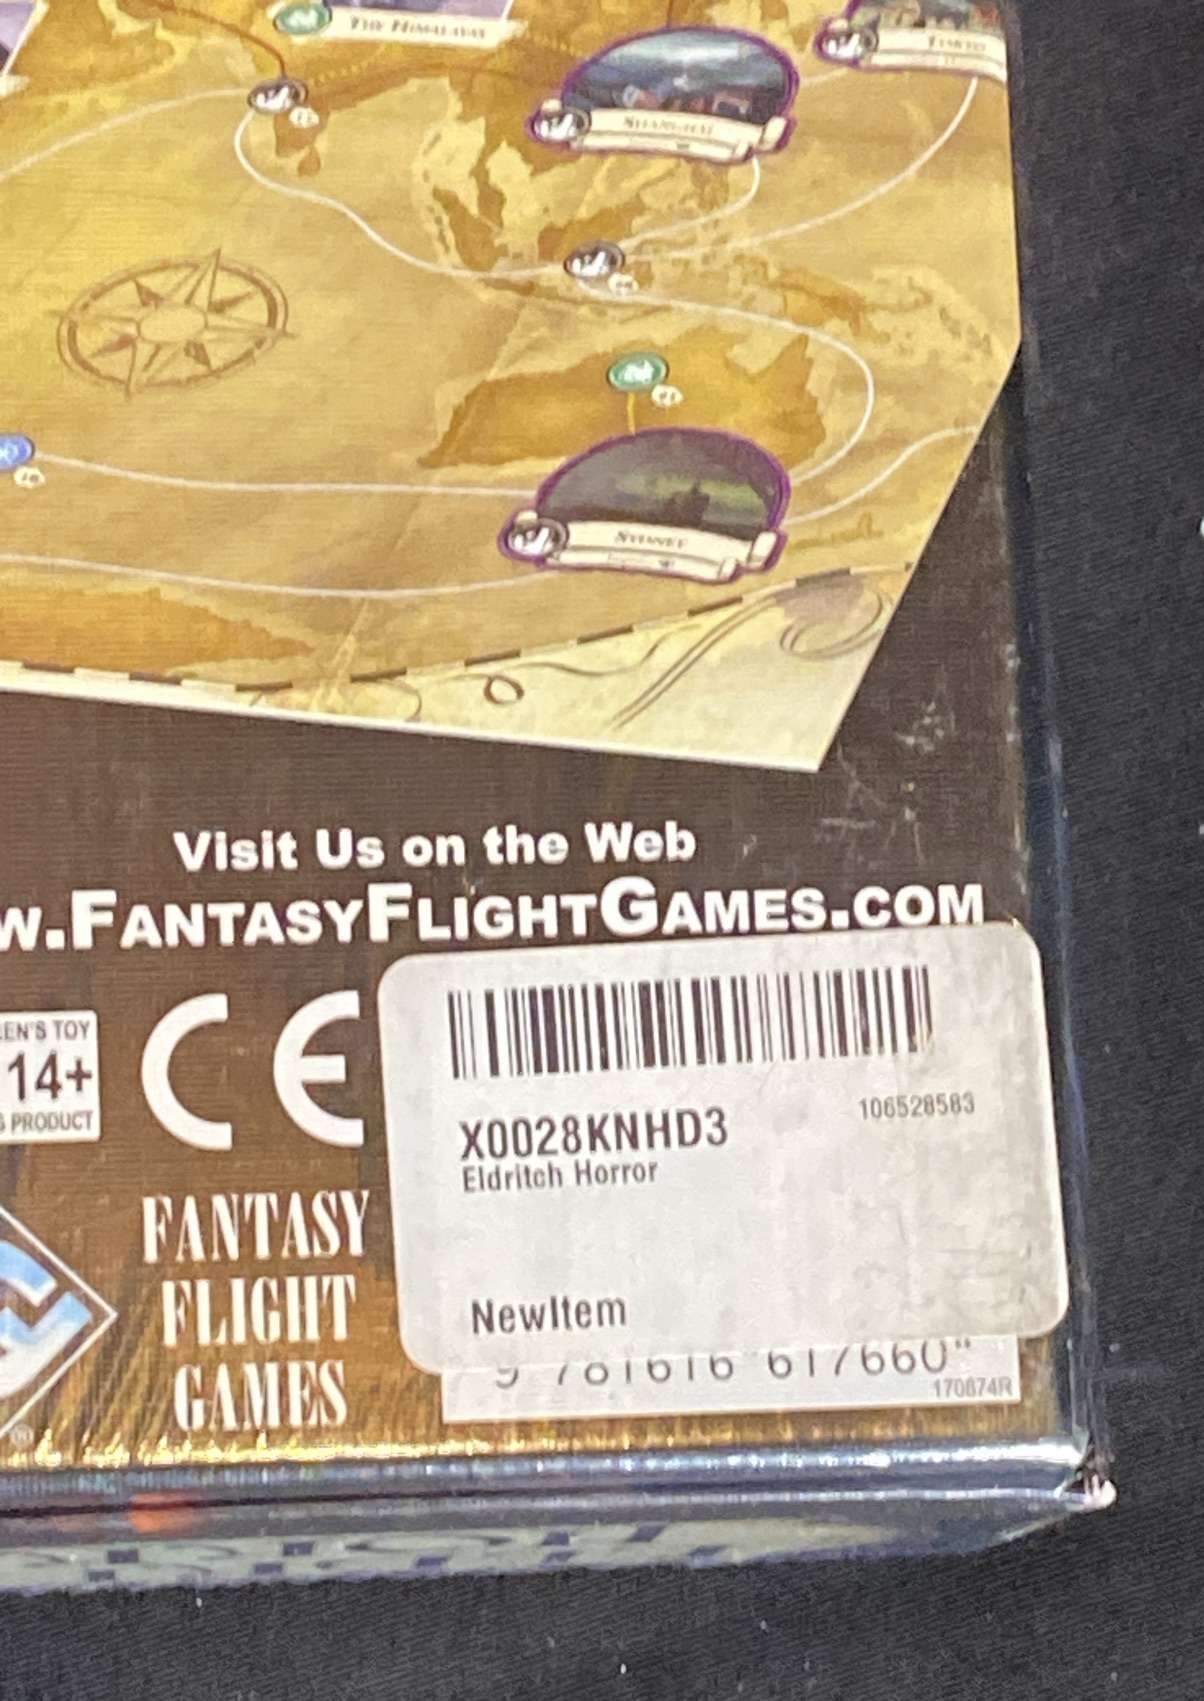 THE HIMALAYAS
TOKYO
SHANGHAI
SYDNEY
Visit Us on the Web
W.FANTASYFLIGHTGAMES.COM
EN'S TOY
14+
PRODUCT
CE
FANTASY
FLIGHT
GAMES
®
X0028KNHD3
106528583
Eldritch Horror
NewItem
9 781616 617660"
170874R